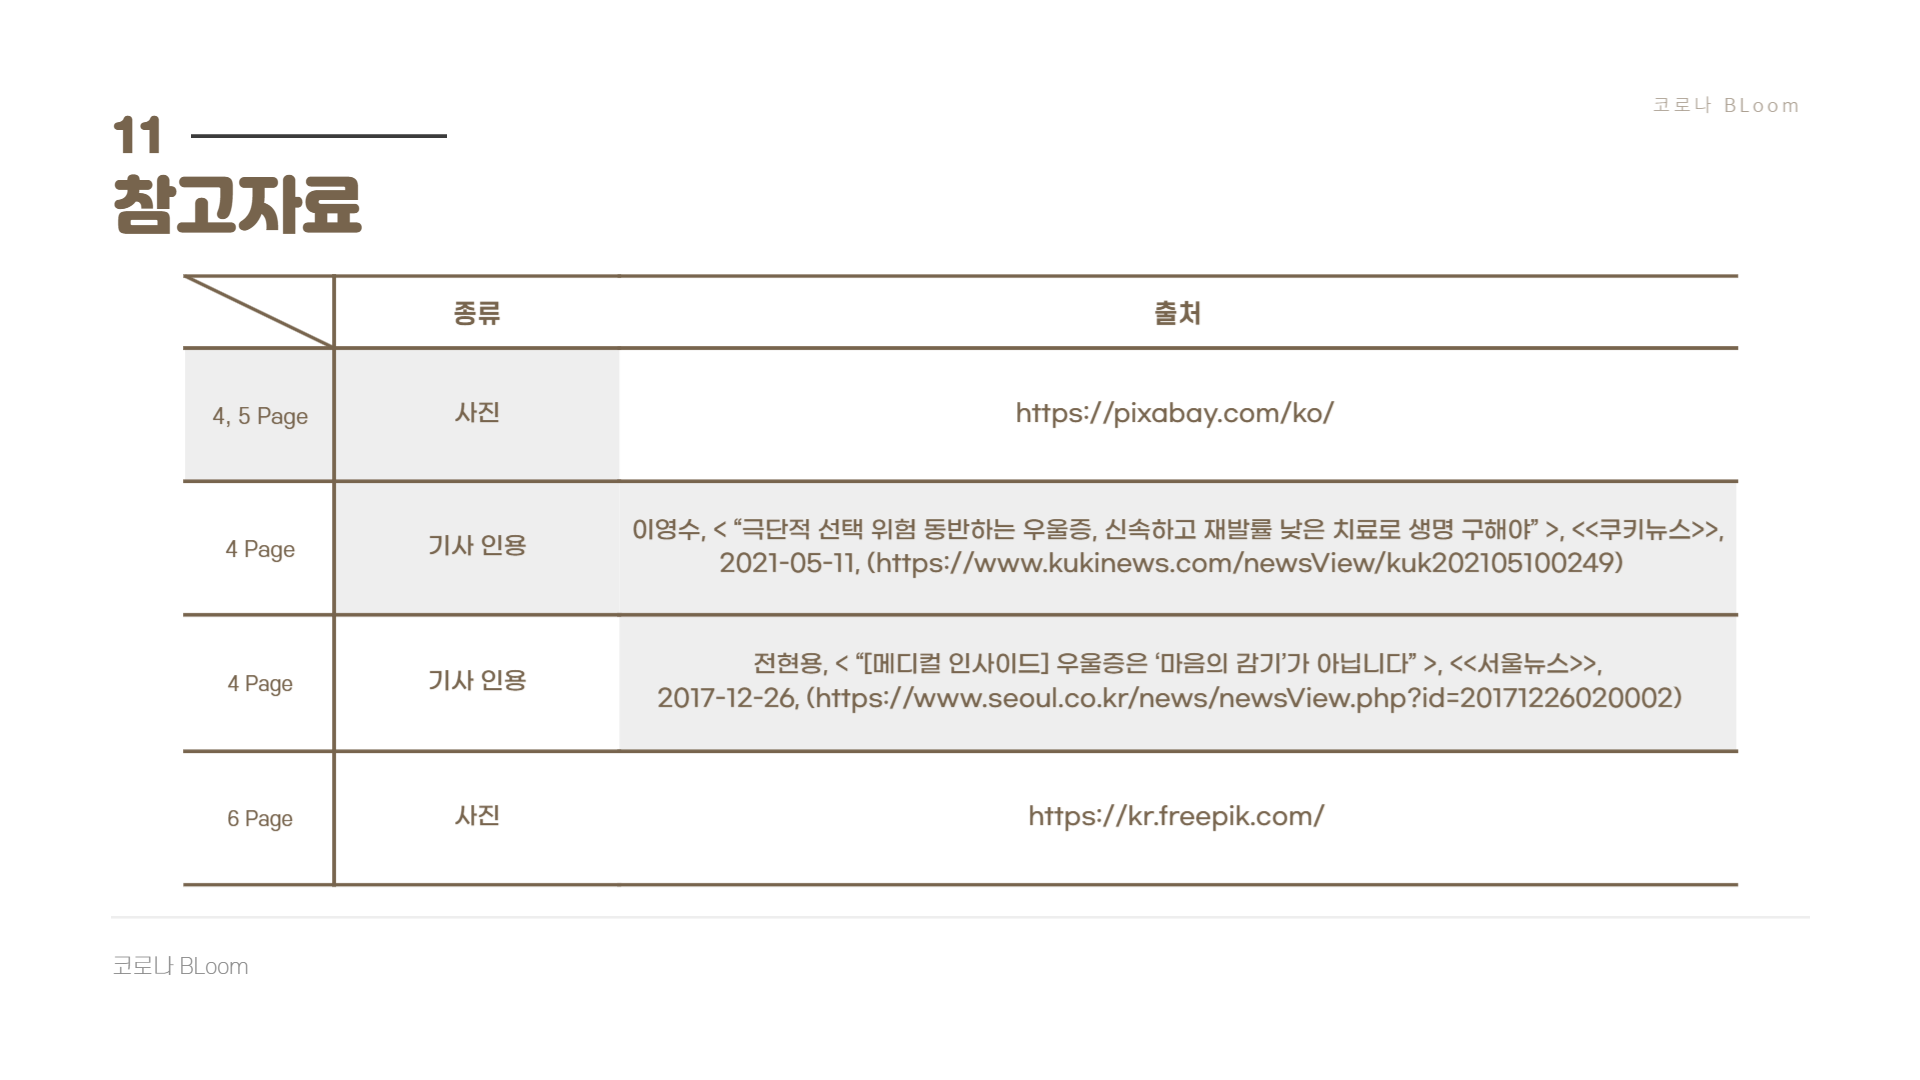 코로나 BLoom
11
참고자료
종류
출처
4, 5 Page
사진
https://pixabay.com/ko/
4 Page
기사 인용
이영수, < “극단적 선택 위험 동반하는 우울증, 신속하고 재발률 낮은 치료로 생명 구해야” >, <<쿠키뉴스>>,
2021-05-11, (https://www.kukinews.com/newsView/kuk202105100249)
4 Page
기사 인용
전현용, < “[메디컬 인사이드] 우울증은 ‘마음의 감기’가 아닙니다” >, <<서울뉴스>>,
2017-12-26, (https://www.seoul.co.kr/news/newsView.php?id=20171226020002)
6 Page
사진
https://kr.freepik.com/
코로나 BLoom